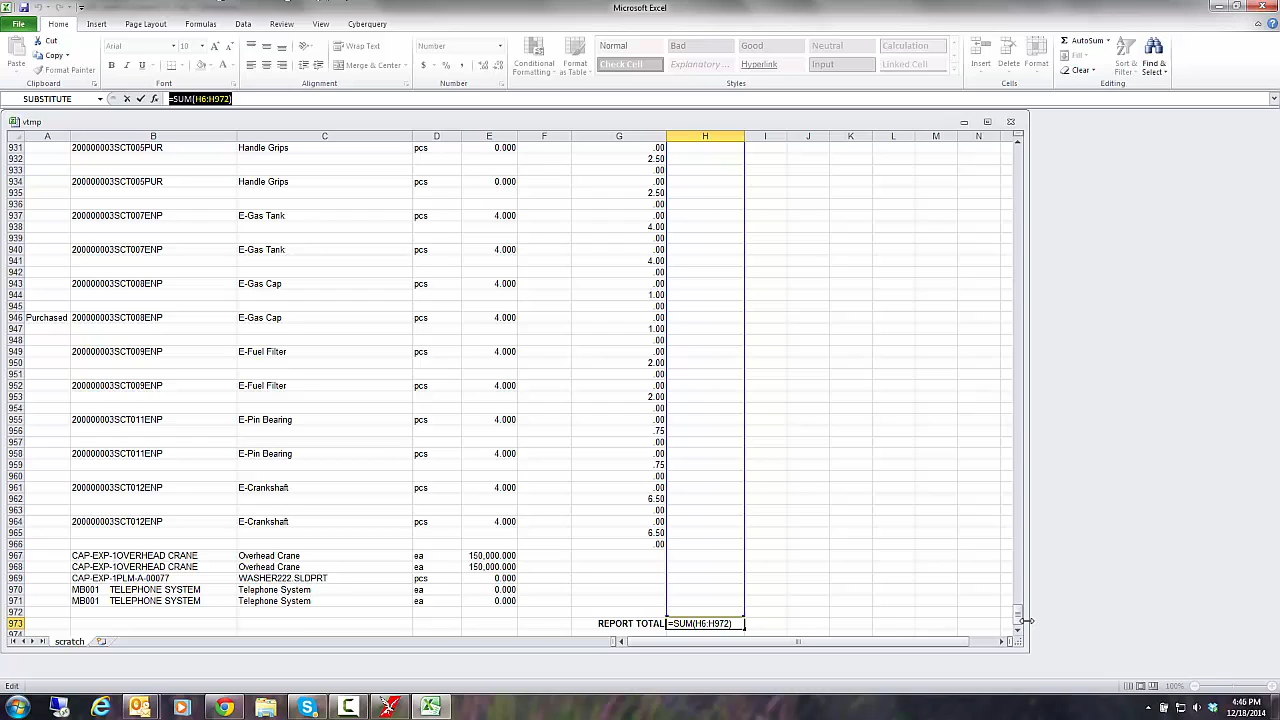 Microsoft Excel
File Home Insert Page Layout Formulas Data Review View Cyberquery
Paste Cut Copy Format Painter Clipboard
Arial 10 B I U Font
Wrap Text Merge & Center Alignment
Number $ % , Number
Conditional Formatting Format as Table
Normal Bad Good Neutral Calculation
Check Cell Explanatory ... Hyperlink Input Linked Cell
Styles
Insert Delete Format Cells
AutoSum Fill Clear Sort & Filter Find & Select Editing
SUBSTITUTE =SUM(H6:H972)
vtmp
A B C D E F G H I J K L M N
931 200000003SCT005PUR Handle Grips pcs 0.000 .00
932 2.50
933 .00
934 200000003SCT005PUR Handle Grips pcs 0.000 .00
935 2.50
936 .00
937 200000003SCT007ENP E-Gas Tank pcs 4.000 .00
938 4.00
939 .00
940 200000003SCT007ENP E-Gas Tank pcs 4.000 .00
941 4.00
942 .00
943 200000003SCT008ENP E-Gas Cap pcs 4.000 .00
944 1.00
945 .00
946 Purchased 200000003SCT008ENP E-Gas Cap pcs 4.000 .00
947 1.00
948 .00
949 200000003SCT009ENP E-Fuel Filter pcs 4.000 .00
950 2.00
951 .00
952 200000003SCT009ENP E-Fuel Filter pcs 4.000 .00
953 2.00
954 .00
955 200000003SCT011ENP E-Pin Bearing pcs 4.000 .00
956 .75
957 .00
958 200000003SCT011ENP E-Pin Bearing pcs 4.000 .00
959 .75
960 .00
961 200000003SCT012ENP E-Crankshaft pcs 4.000 .00
962 6.50
963 .00
964 200000003SCT012ENP E-Crankshaft pcs 4.000 .00
965 6.50
966 .00
967 CAP-EXP-1OVERHEAD CRANE Overhead Crane ea 150,000.000
968 CAP-EXP-1OVERHEAD CRANE Overhead Crane ea 150,000.000
969 CAP-EXP-1PLM-A-00077 WASHER222.SLDPRT pcs 0.000
970 MB001 TELEPHONE SYSTEM Telephone System ea 0.000
971 MB001 TELEPHONE SYSTEM Telephone System ea 0.000
972
973 REPORT TOTAL =SUM(H6:H972)
974
scratch
Edit 100%
4:46 PM
12/18/2014